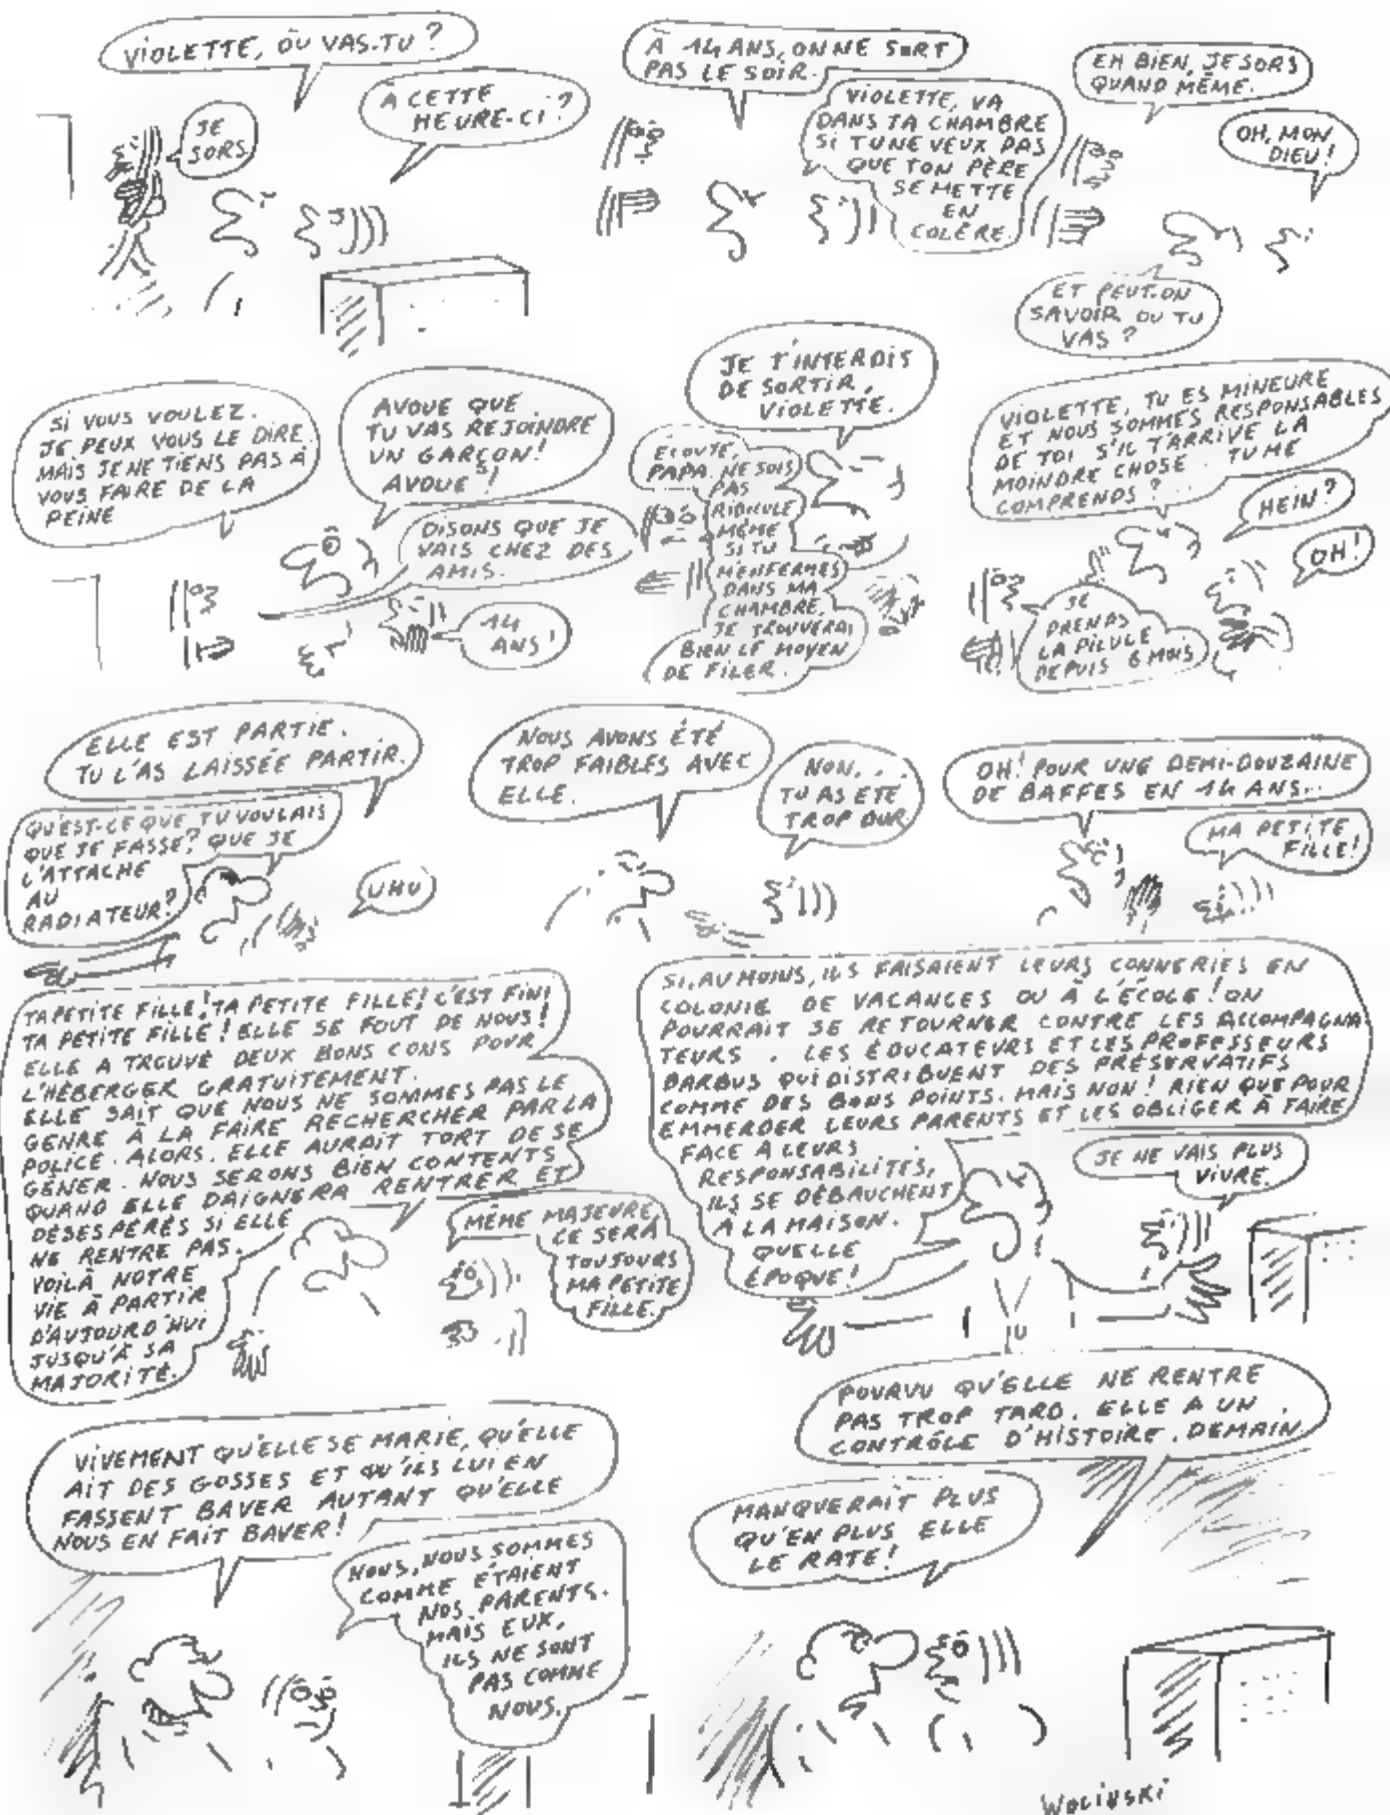 VIOLETTE, OÙ VAS-TU ?
JE
SORS
À CETTE
HEURE-CI ?
À 14 ANS, ON NE SORT
PAS LE SOIR.
VIOLETTE, VA
DANS TA CHAMBRE
SI TU NE VEUX PAS
QUE TON PÈRE
SE METTE
EN
COLÈRE
EH BIEN, JE SORS
QUAND MÊME.
OH, MON
DIEU !
ET PEUT-ON
SAVOIR OU TU
VAS ?
SI VOUS VOULEZ.
JE PEUX VOUS LE DIRE
MAIS JE NE TIENS PAS À
VOUS FAIRE DE LA
PEINE
AVOUE QUE
TU VAS REJOINDRE
UN GARÇON !
AVOUE !
DISONS QUE JE
VAIS CHEZ DES
AMIS.
14
ANS !
JE T'INTERDIS
DE SORTIR,
VIOLETTE.
ÉCOUTE,
PAPA, NE SOIS
PAS
RIDICULE
MÊME
SI TU
M'ENFERMES
DANS MA
CHAMBRE,
JE TROUVERAI
BIEN LE MOYEN
DE FILER.
VIOLETTE, TU ES MINEURE
ET NOUS SOMMES RESPONSABLES
DE TOI S'IL T'ARRIVE LA
MOINDRE CHOSE. TU ME
COMPRENDS ?
JE
PRENDS
LA PILULE
DEPUIS 6 MOIS
HEIN ?
OH !
ELLE EST PARTIE.
TU L'AS LAISSÉE PARTIR.
QU'EST-CE QUE TU VOULAIS
QUE JE FASSE ? QUE JE
L'ATTACHE
AU
RADIATEUR ?
UHU
NOUS AVONS ÉTÉ
TROP FAIBLES AVEC
ELLE.
NON...
TU AS ÉTÉ
TROP DUR
OH ! POUR UNE DEMI-DOUZAINE
DE BAFFES EN 14 ANS...
MA PETITE
FILLE !
TA PETITE FILLE ! TA PETITE FILLE ! C'EST FINI
TA PETITE FILLE ! ELLE SE FOUT DE NOUS !
ELLE A TROUVÉ DEUX BONS CONS POUR
L'HÉBERGER GRATUITEMENT.
ELLE SAIT QUE NOUS NE SOMMES PAS LE
GENRE À LA FAIRE RECHERCHER PAR LA
POLICE. ALORS. ELLE AURAIT TORT DE SE
GÊNER. NOUS SERONS BIEN CONTENTS
QUAND ELLE DAIGNERA RENTRER ET
DÉSESPÉRÉS SI ELLE
NE RENTRE PAS.
VOILÀ NOTRE
VIE À PARTIR
D'AUJOURD'HUI
JUSQU'À SA
MAJORITÉ.
MÊME MAJEURE,
CE SERA
TOUJOURS
MA PETITE
FILLE.
SI, AU MOINS, ILS FAISAIENT LEURS CONNERIES EN
COLONIE DE VACANCES OU À L'ÉCOLE ! ON
POURRAIT SE RETOURNER CONTRE LES ACCOMPAGNA
TEURS. LES ÉDUCATEURS ET LES PROFESSEURS
BARBUS QUI DISTRIBUENT DES PRÉSERVATIFS
COMME DES BONS POINTS. MAIS NON ! RIEN QUE POUR
EMMERDER LEURS PARENTS ET LES OBLIGER À FAIRE
FACE A LEURS
RESPONSABILITÉS,
ILS SE DÉBAUCHENT
A LA MAISON.
QUELLE
ÉPOQUE !
JE NE VAIS PLUS
VIVRE.
VIVEMENT QU'ELLE SE MARIE, QU'ELLE
AIT DES GOSSES ET QU'ILS LUI EN
FASSENT BAVER AUTANT QU'ELLE
NOUS EN FAIT BAVER !
NOUS, NOUS SOMMES
COMME ÉTAIENT
NOS PARENTS.
MAIS EUX,
ILS NE SONT
PAS COMME
NOUS.
POURVU QU'ELLE NE RENTRE
PAS TROP TARD. ELLE A UN
CONTRÔLE D'HISTOIRE. DEMAIN
MANQUERAIT PLUS
QU'EN PLUS ELLE
LE RATE !
WOLINSKI